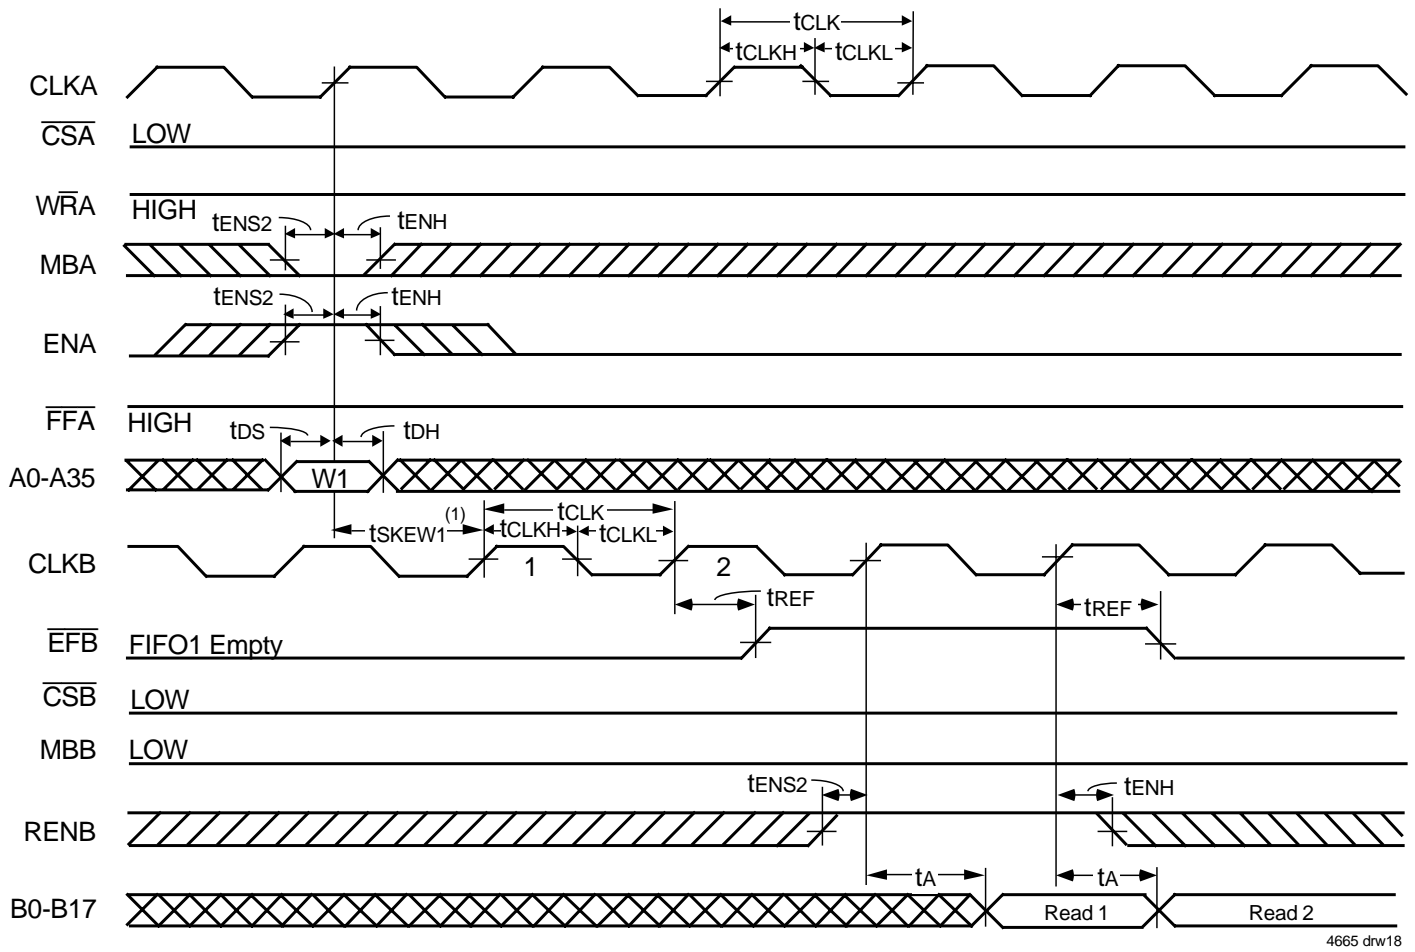 tCLK
tCLKH tCLKL
CLKA
CSA LOW
WRA HIGH
tENS2 tENH
MBA
tENS2 tENH
ENA
FFA HIGH
tDS tDH
A0-A35 W1
tSKEW1(1) tCLK
tCLKH tCLKL
CLKB 1 2
tREF tREF
EFB FIFO1 Empty
CSB LOW
MBB LOW
tENS2 tENH
RENB
tA tA
B0-B17 Read 1 Read 2
4665 drw18